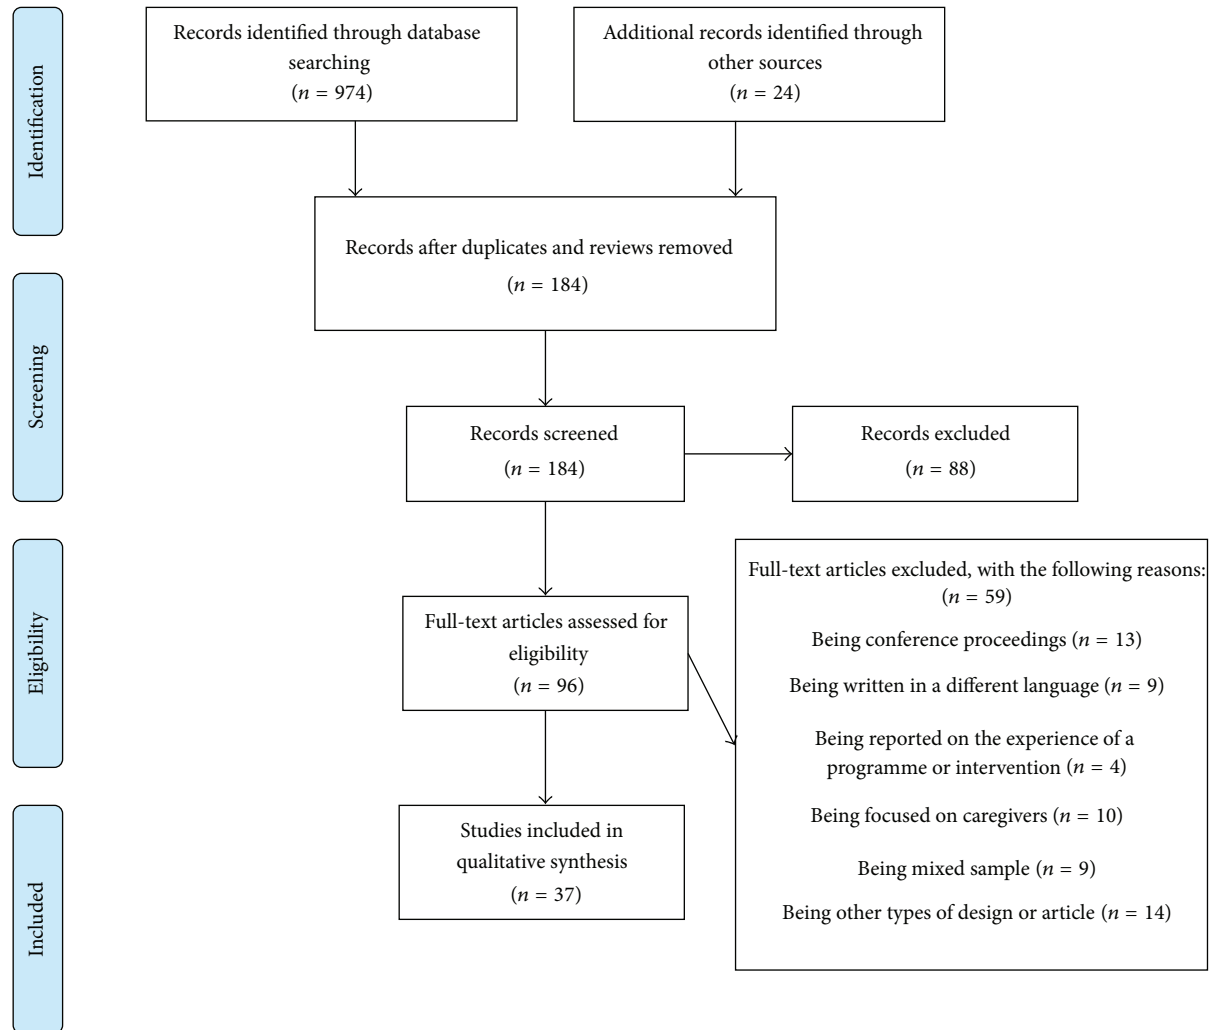 Identification
Records identified through database
searching
(n = 974)
Additional records identified through
other sources
(n = 24)
Records after duplicates and reviews removed
(n = 184)
Screening
Records screened
(n = 184)
Records excluded
(n = 88)
Eligibility
Full-text articles assessed for
eligibility
(n = 96)
Full-text articles excluded, with the following reasons:
(n = 59)
Being conference proceedings (n = 13)
Being written in a different language (n = 9)
Being reported on the experience of a
programme or intervention (n = 4)
Being focused on caregivers (n = 10)
Being mixed sample (n = 9)
Being other types of design or article (n = 14)
Included
Studies included in
qualitative synthesis
(n = 37)